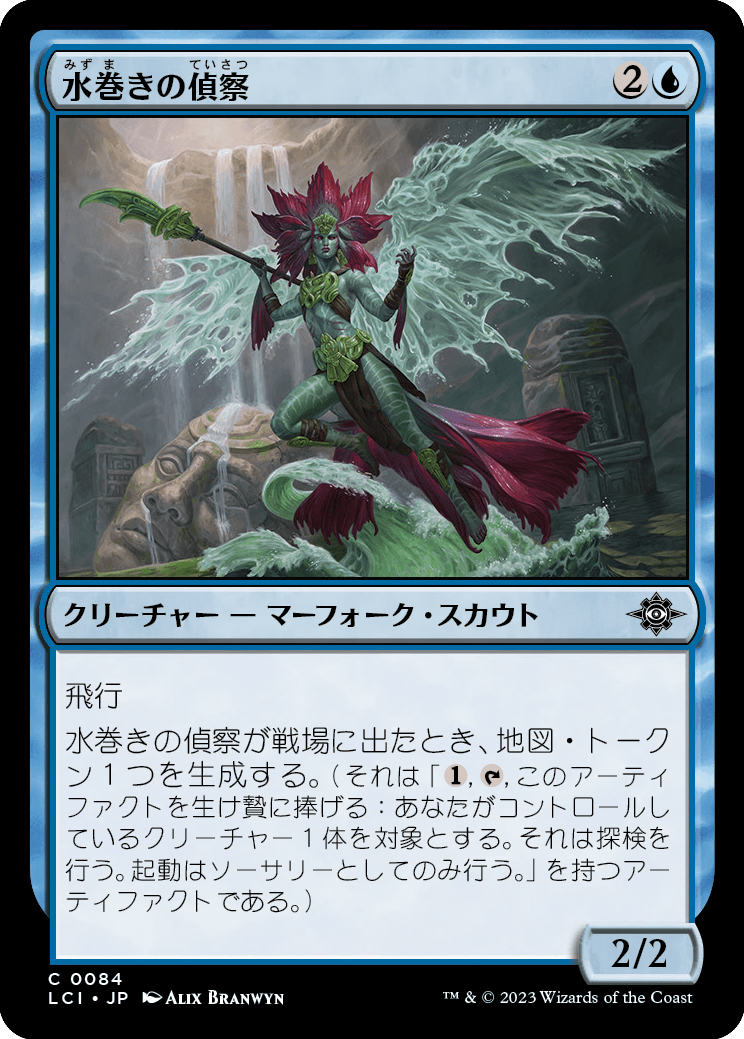 みずま ていさつ
水巻きの偵察 2
クリーチャー — マーフォーク・スカウト
飛行
水巻きの偵察が戦場に出たとき、地図・トーク
ン１つを生成する。（それは「1, , このアーティ
ファクトを生け贄に捧げる：あなたがコントロールし
ているクリーチャー１体を対象とする。それは探検を
行う。起動はソーサリーとしてのみ行う。」を持つアー
ティファクトである。）
2/2
C 0084
LCI • JP Alix Branwyn
™ & © 2023 Wizards of the Coast